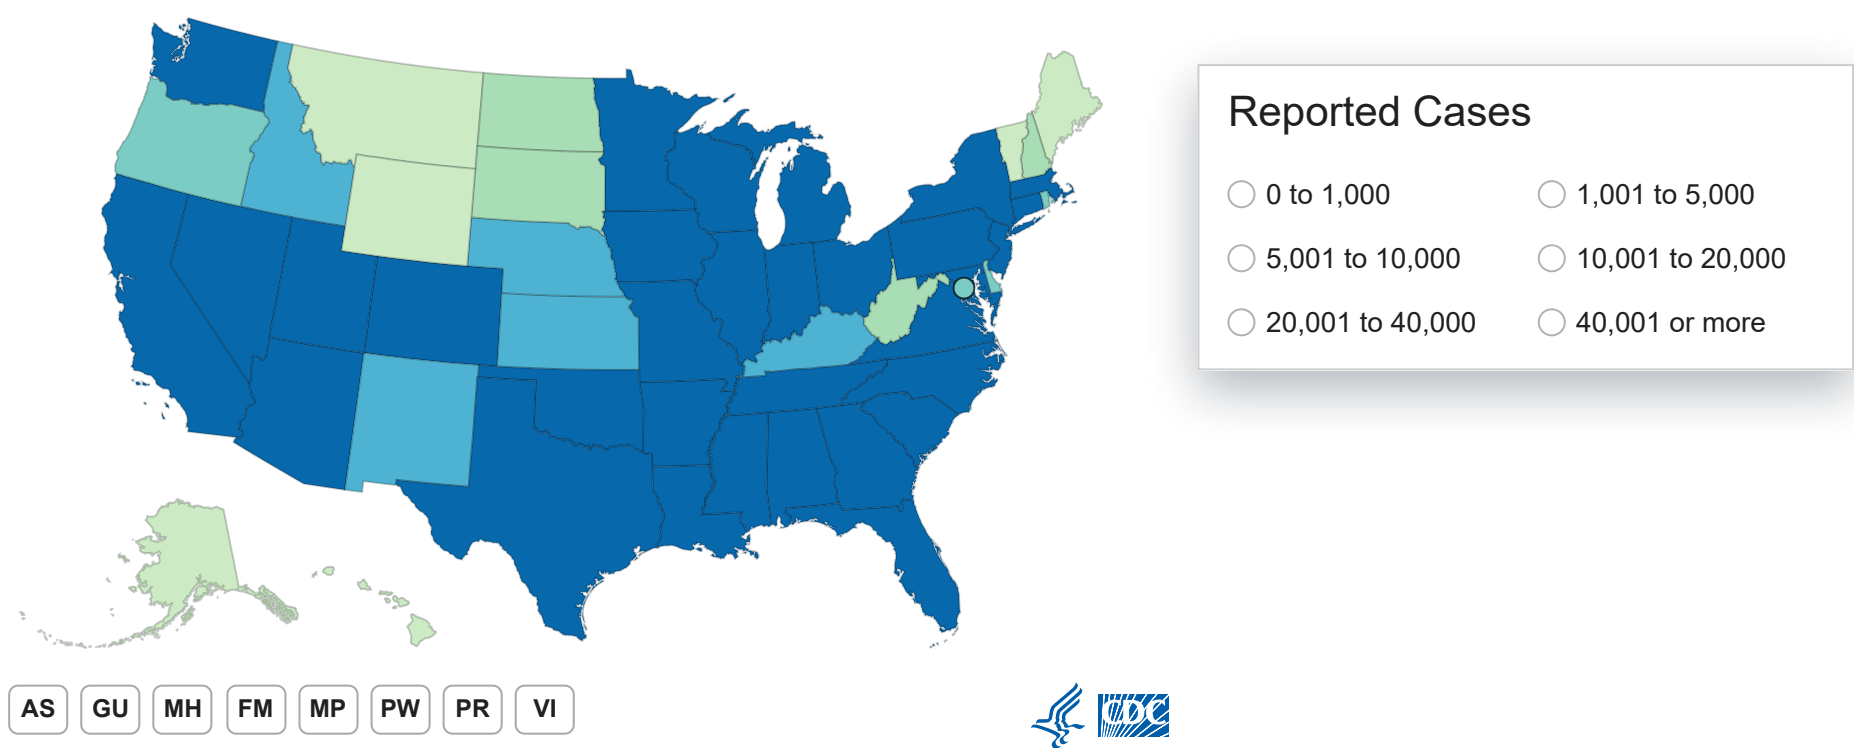 Reported Cases
0 to 1,000
1,001 to 5,000
5,001 to 10,000
10,001 to 20,000
20,001 to 40,000
40,001 or more
AS GU MH FM MP PW PR VI
CDC